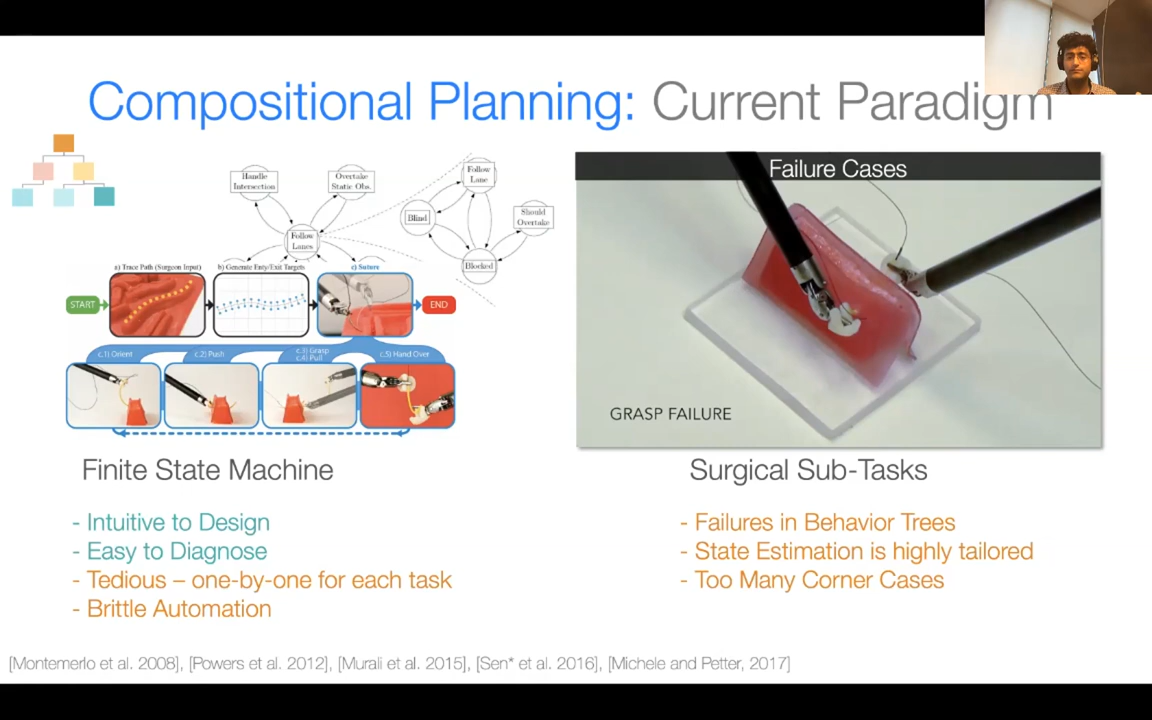 Compositional Planning: Current Paradigm
Handle
Intersection
Overtake
Static Obs.
Follow
Lanes
Follow
Lane
Blind
Should
Overtake
Blocked
a) Trace Path (Surgeon Input)
b) Generate Enty/Exit Targets
c) Suture
START
END
c.1) Orient
c.2) Push
c.3) Grasp
c.4) Pull
c.5) Hand Over
Failure Cases
GRASP FAILURE
Finite State Machine
- Intuitive to Design
- Easy to Diagnose
- Tedious – one-by-one for each task
- Brittle Automation
Surgical Sub-Tasks
- Failures in Behavior Trees
- State Estimation is highly tailored
- Too Many Corner Cases
[Montemerlo et al. 2008], [Powers et al. 2012], [Murali et al. 2015], [Sen* et al. 2016], [Michele and Petter, 2017]